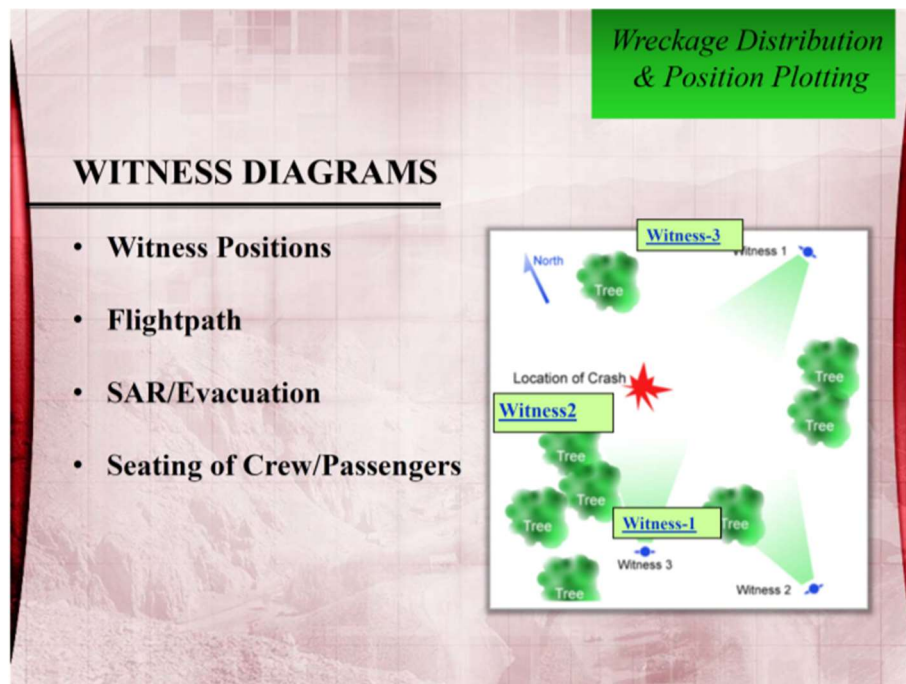 Wreckage Distribution
& Position Plotting
WITNESS DIAGRAMS
• Witness Positions
• Flightpath
• SAR/Evacuation
• Seating of Crew/Passengers
Witness-3
Witness 1
North
Tree
Location of Crash
Tree
Witness2
Tree
Tree
Tree
Tree
Witness-1
Tree
Witness 3
Witness 2
Tree